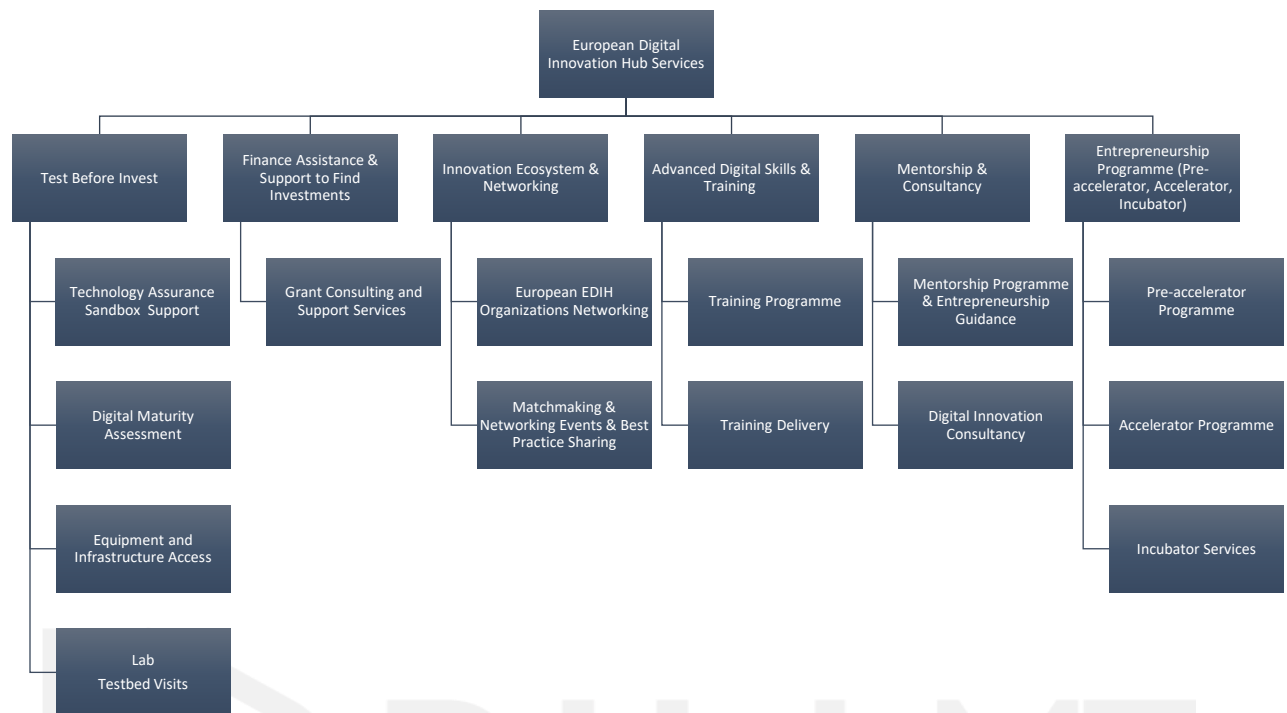 European Digital
Innovation Hub Services
Test Before Invest
Finance Assistance &
Support to Find
Investments
Innovation Ecosystem &
Networking
Advanced Digital Skills &
Training
Mentorship &
Consultancy
Entrepreneurship
Programme (Pre-
accelerator, Accelerator,
Incubator)
Technology Assurance
Sandbox Support
Grant Consulting and
Support Services
European EDIH
Organizations Networking
Training Programme
Mentorship Programme
& Entrepreneurship
Guidance
Pre-accelerator
Programme
Digital Maturity
Assessment
Matchmaking &
Networking Events & Best
Practice Sharing
Training Delivery
Digital Innovation
Consultancy
Accelerator Programme
Equipment and
Infrastructure Access
Incubator Services
Lab
Testbed Visits